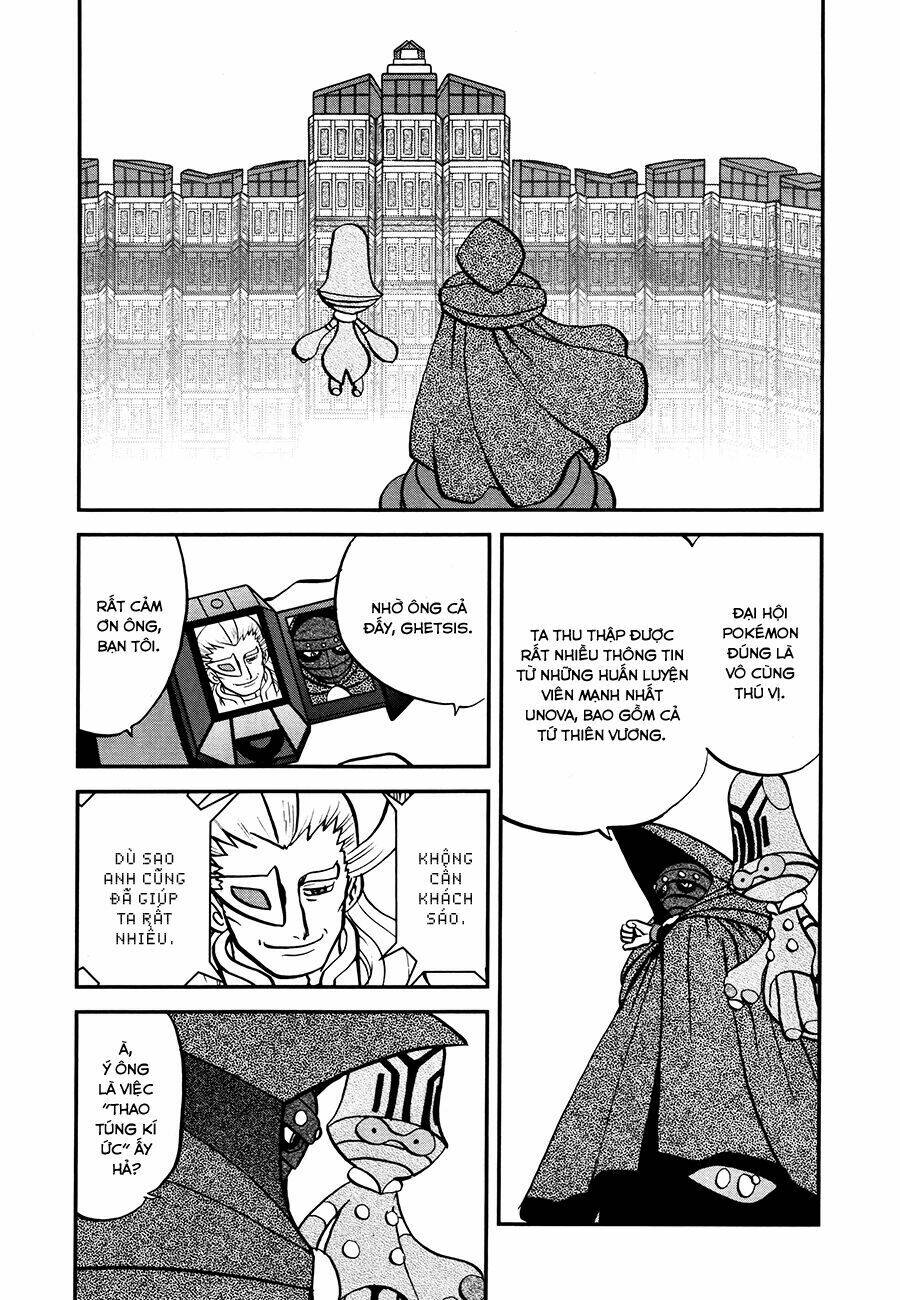 ĐẠI HỘI
POKÉMON
ĐÚNG LÀ
VÔ CÙNG
THÚ VỊ.
TA THU THẬP ĐƯỢC
RẤT NHIỀU THÔNG TIN
TỪ NHỮNG HUẤN LUYỆN
VIÊN MẠNH NHẤT
UNOVA, BAO GỒM CẢ
TỨ THIÊN VƯƠNG.
NHỜ ÔNG CẢ
ĐẤY, GHETSIS.
RẤT CẢM
ƠN ÔNG,
BẠN TÔI.
KHÔNG
CẦN
KHÁCH
SÁO.
DÙ SAO
ANH CŨNG
ĐÃ GIÚP
TA RẤT
NHIỀU.
À,
Ý ÔNG
LÀ VIỆC
"THAO
TÚNG KÍ
ỨC" ẤY
HẢ?